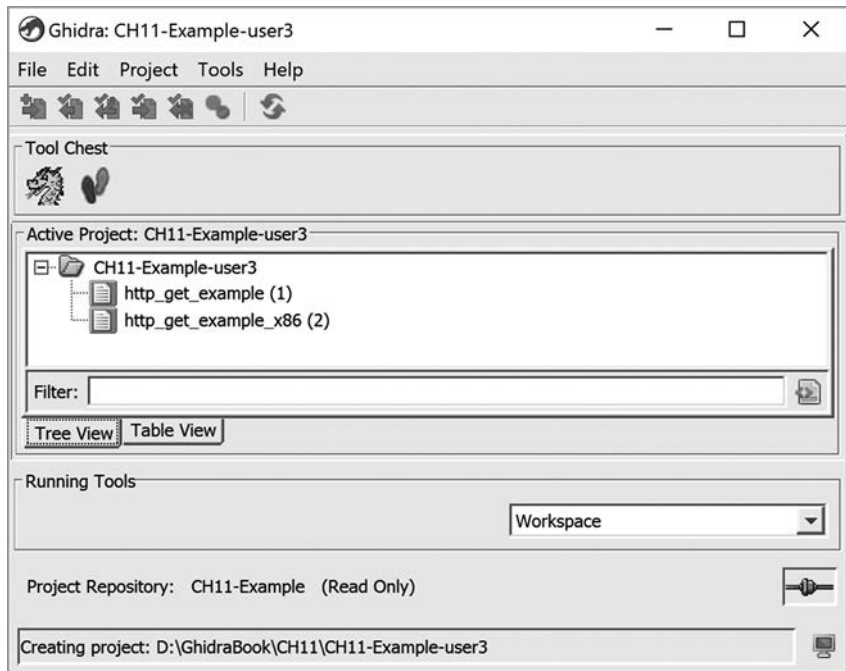 Ghidra: CH11-Example-user3
File Edit Project Tools Help
Tool Chest
Active Project: CH11-Example-user3
CH11-Example-user3
http_get_example (1)
http_get_example_x86 (2)
Filter:
Tree View Table View
Running Tools
Workspace
Project Repository: CH11-Example (Read Only)
Creating project: D:\GhidraBook\CH11\CH11-Example-user3